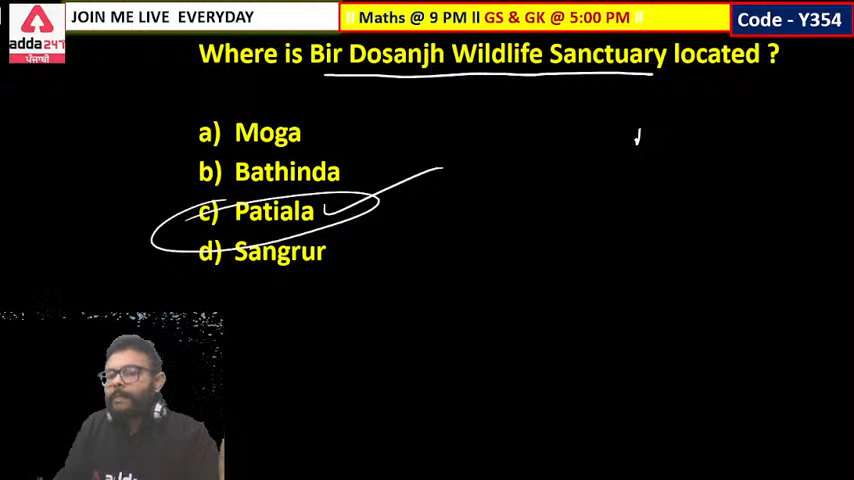 JOIN ME LIVE EVERYDAY
|| Maths @ 9 PM ll GS & GK @ 5:00 PM ||
Code - Y354
adda247
ਪੰਜਾਬੀ
Where is Bir Dosanjh Wildlife Sanctuary located ?
a) Moga
b) Bathinda
c) Patiala
d) Sangrur